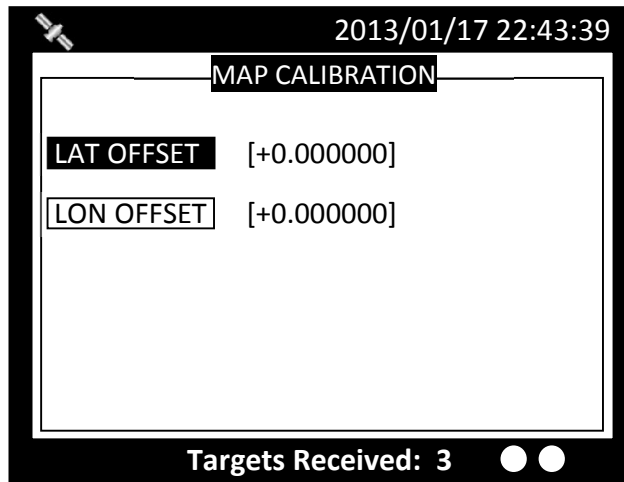 2013/01/17 22:43:39
MAP CALIBRATION
LAT OFFSET [+0.000000]
LON OFFSET [+0.000000]
Targets Received: 3